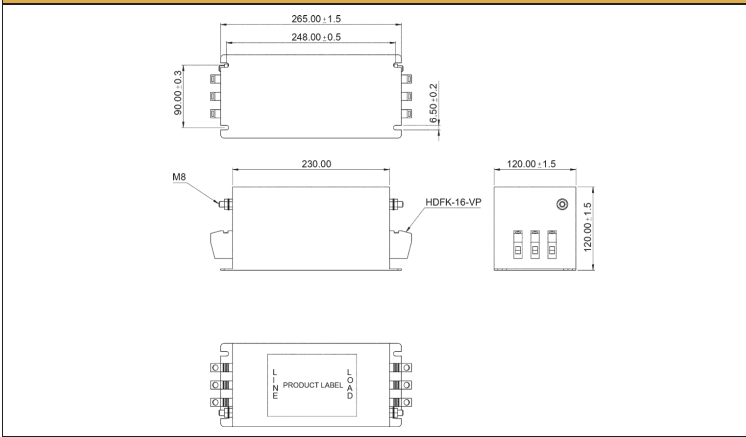 265.00±1.5
248.00±0.5
90.00±0.3
6.50±0.2
230.00
120.00±1.5
M8
HDFK-16-VP
120.00±1.5
LINE
PRODUCT LABEL
LOAD